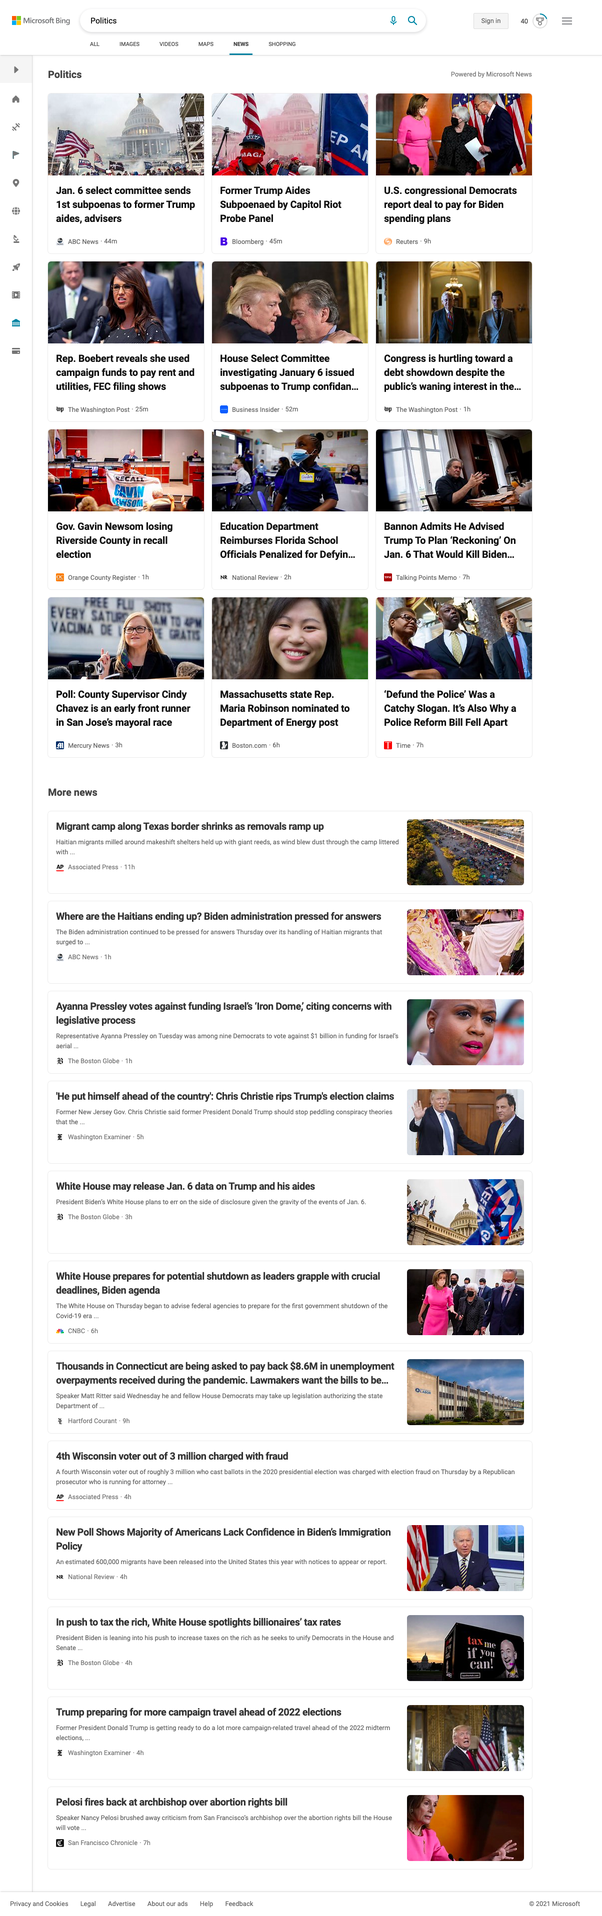 Microsoft Bing
Politics
Sign in
40
ALL
IMAGES
VIDEOS
MAPS
NEWS
SHOPPING
Politics
Powered by Microsoft News
Jan. 6 select committee sends
1st subpoenas to former Trump
aides, advisers
ABC News · 44m
Former Trump Aides
Subpoenaed by Capitol Riot
Probe Panel
Bloomberg · 45m
U.S. congressional Democrats
report deal to pay for Biden
spending plans
Reuters · 9h
Rep. Boebert reveals she used
campaign funds to pay rent and
utilities, FEC filing shows
The Washington Post · 25m
House Select Committee
investigating January 6 issued
subpoenas to Trump confidan...
Business Insider · 52m
Congress is hurtling toward a
debt showdown despite the
public's waning interest in the...
The Washington Post · 1h
RECALL
GAVIN
NEWSOM
Gov. Gavin Newsom losing
Riverside County in recall
election
Orange County Register · 1h
Education Department
Reimburses Florida School
Officials Penalized for Defyin...
National Review · 2h
Bannon Admits He Advised
Trump To Plan 'Reckoning' On
Jan. 6 That Would Kill Biden...
Talking Points Memo · 7h
FREE FLU SHOTS
EVERY SATURDAY AM TO 4PM
VACUNA DE GRATIS
Poll: County Supervisor Cindy
Chavez is an early front runner
in San Jose's mayoral race
Mercury News · 3h
Massachusetts state Rep.
Maria Robinson nominated to
Department of Energy post
Boston.com · 6h
'Defund the Police' Was a
Catchy Slogan. It's Also Why a
Police Reform Bill Fell Apart
Time · 7h
More news
Migrant camp along Texas border shrinks as removals ramp up
Haitian migrants milled around makeshift shelters held up with giant reeds, as wind blew dust through the camp littered
with ...
AP Associated Press · 11h
Where are the Haitians ending up? Biden administration pressed for answers
The Biden administration continued to be pressed for answers Thursday over its handling of Haitian migrants that
surged to ...
ABC News · 1h
Ayanna Pressley votes against funding Israel's 'Iron Dome,' citing concerns with
legislative process
Representative Ayanna Pressley on Tuesday was among nine Democrats to vote against $1 billion in funding for Israel's
aerial ...
The Boston Globe · 1h
'He put himself ahead of the country': Chris Christie rips Trump's election claims
Former New Jersey Gov. Chris Christie said former President Donald Trump should stop peddling conspiracy theories
that the ...
Washington Examiner · 5h
White House may release Jan. 6 data on Trump and his aides
President Biden's White House plans to err on the side of disclosure given the gravity of the events of Jan. 6.
The Boston Globe · 3h
White House prepares for potential shutdown as leaders grapple with crucial
deadlines, Biden agenda
The White House on Thursday began to advise federal agencies to prepare for the first government shutdown of the
Covid-19 era ...
CNBC · 6h
Thousands in Connecticut are being asked to pay back $8.6M in unemployment
overpayments received during the pandemic. Lawmakers want the bills to be...
Speaker Matt Ritter said Wednesday he and fellow House Democrats may take up legislation authorizing the state
Department of ...
Hartford Courant · 9h
4th Wisconsin voter out of 3 million charged with fraud
A fourth Wisconsin voter out of roughly 3 million who cast ballots in the 2020 presidential election was charged with election fraud on Thursday by a Republican
prosecutor who is running for attorney ...
AP Associated Press · 4h
New Poll Shows Majority of Americans Lack Confidence in Biden's Immigration
Policy
An estimated 600,000 migrants have been released into the United States this year with notices to appear or report.
NR National Review · 4h
In push to tax the rich, White House spotlights billionaires' tax rates
President Biden is leaning into his push to increase taxes on the rich as he seeks to unify Democrats in the House and
Senate ...
The Boston Globe · 4h
tax me
if you
can!
Trump preparing for more campaign travel ahead of 2022 elections
Former President Donald Trump is getting ready to do a lot more campaign-related travel ahead of the 2022 midterm
elections, ...
Washington Examiner · 4h
Pelosi fires back at archbishop over abortion rights bill
Speaker Nancy Pelosi brushed away criticism from San Francisco's archbishop over the abortion rights bill the House
will vote ...
San Francisco Chronicle · 7h
Privacy and Cookies
Legal
Advertise
About our ads
Help
Feedback
© 2021 Microsoft